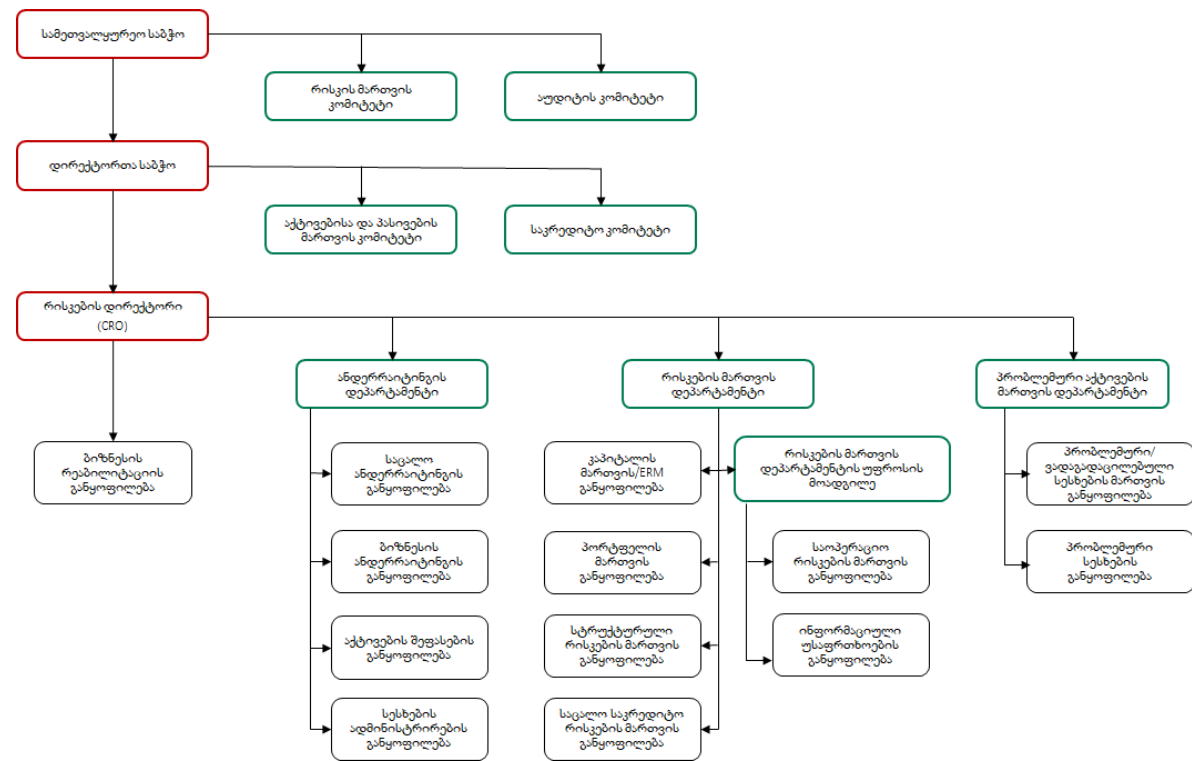 სამეთვალყურეო საბჭო
რისკის მართვის
კომიტეტი
აუდიტის კომიტეტი
დირექტორთა საბჭო
აქტივებისა და პასივების
მართვის კომიტეტი
საკრედიტო კომიტეტი
რისკების დირექტორი
(CRO)
ანდერრაიტინგის
დეპარტამენტი
რისკების მართვის
დეპარტამენტი
პრობლემური აქტივების
მართვის დეპარტამენტი
ბიზნესის
რეაბილიტაციის
განყოფილება
საცალო
ანდერრაიტინგის
განყოფილება
კაპიტალის
მართვის/ERM
განყოფილება
რისკების მართვის
დეპარტამენტის უფროსის
მოადგილე
პრობლემური/
ვადაგადაცილებული
სესხების მართვის
განყოფილება
ბიზნესის
ანდერრაიტინგის
განყოფილება
პორტფელის
მართვის
განყოფილება
საოპერაციო
რისკების მართვის
განყოფილება
პრობლემური
სესხების
განყოფილება
აქტივების შეფასების
განყოფილება
სტრუქტურული
რისკების მართვის
განყოფილება
ინფორმაციული
უსაფრთხოების
განყოფილება
სესხების
ადმინისტრირების
განყოფილება
საცალო საკრედიტო
რისკების მართვის
განყოფილება